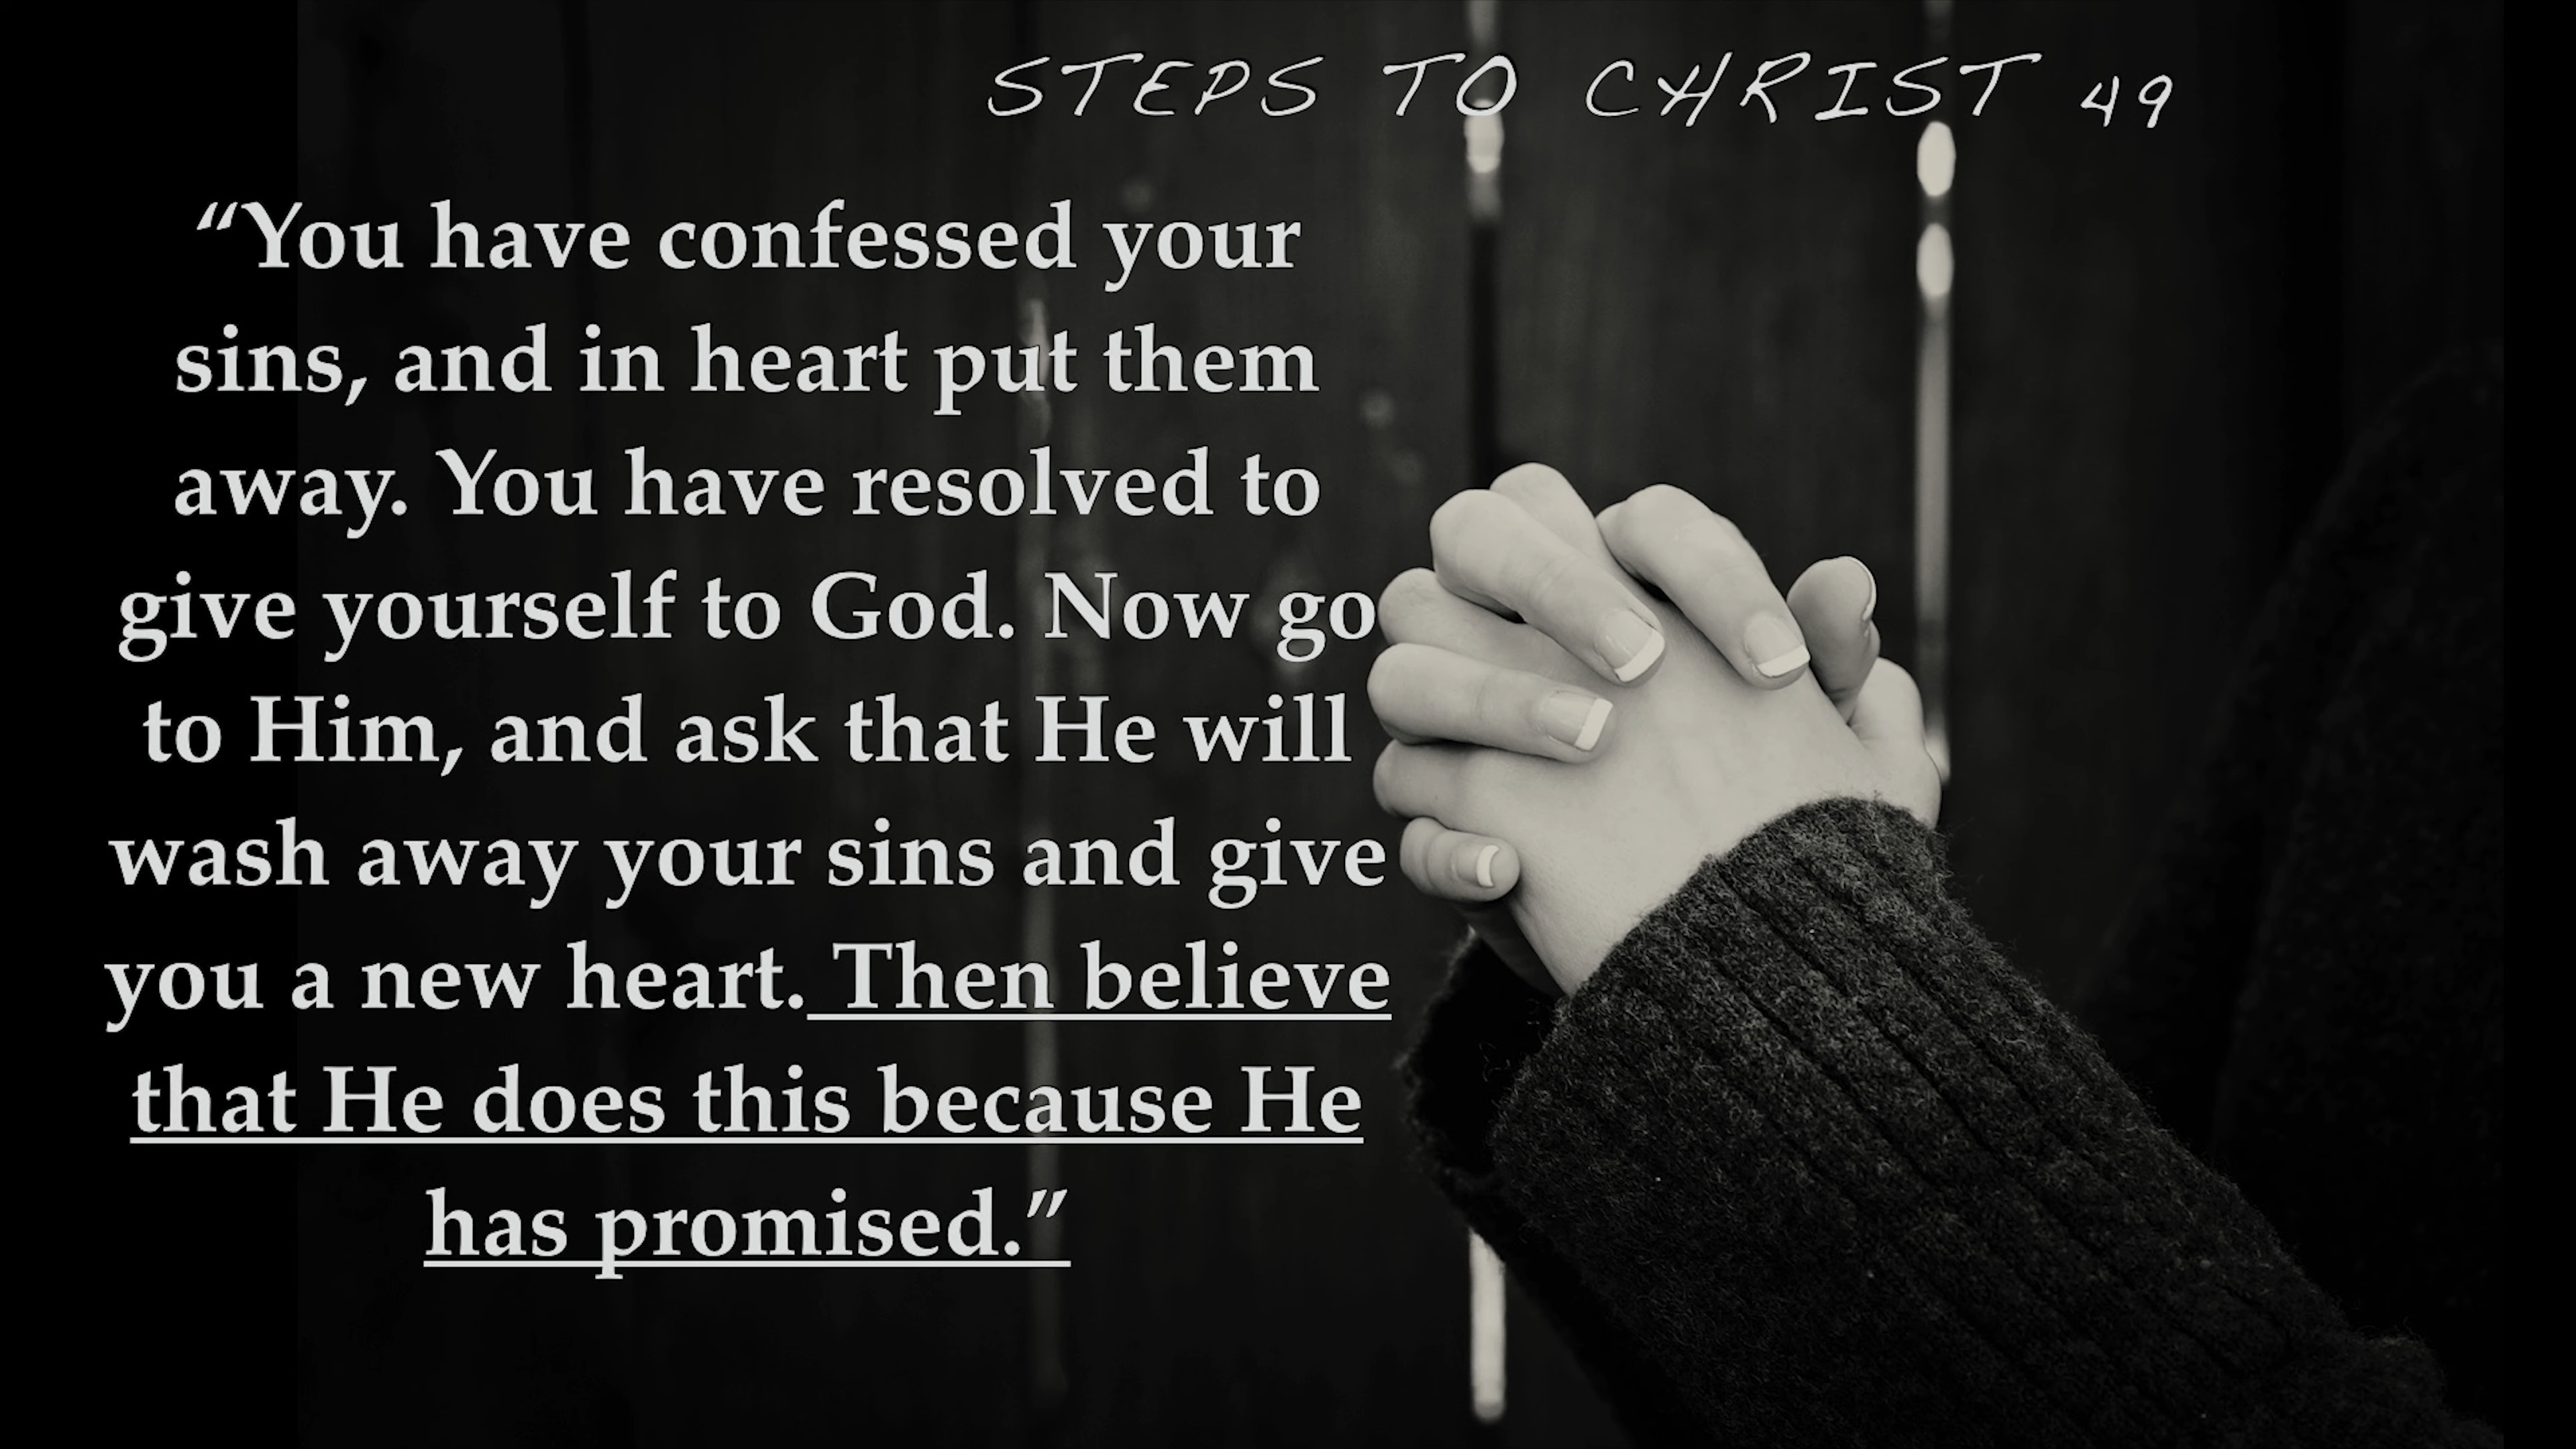 STEPS TO CHRIST 49
“You have confessed your
sins, and in heart put them
away. You have resolved to
give yourself to God. Now go
to Him, and ask that He will
wash away your sins and give
you a new heart. Then believe
that He does this because He
has promised.”